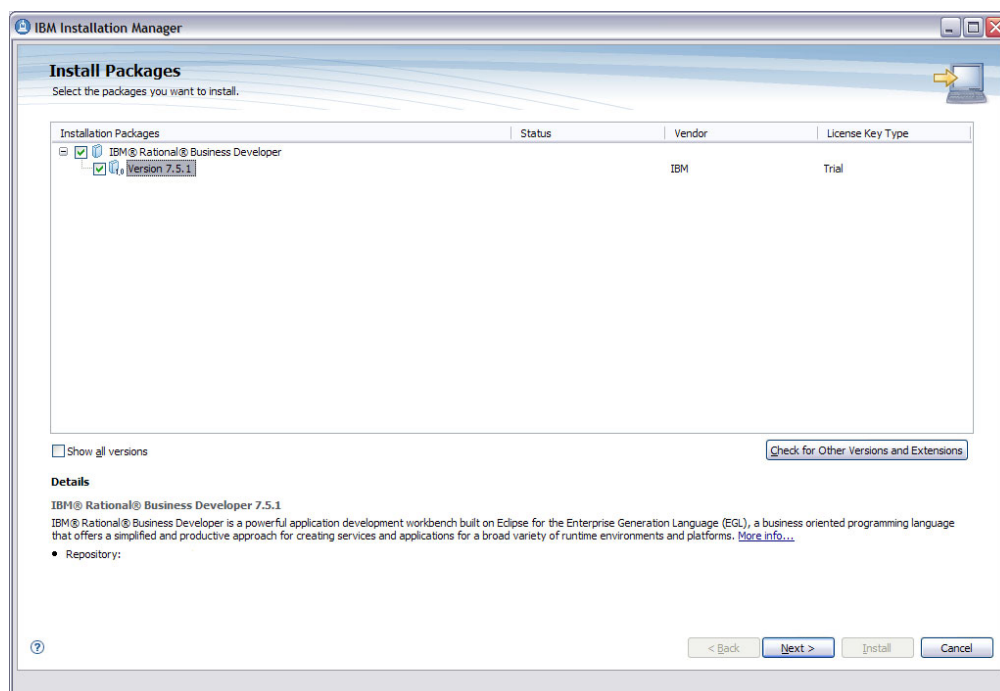 IBM Installation Manager
Install Packages
Select the packages you want to install.
Installation Packages Status Vendor License Key Type
IBM® Rational® Business Developer
Version 7.5.1 IBM Trial
Show all versions Check for Other Versions and Extensions
Details
IBM® Rational® Business Developer 7.5.1
IBM® Rational® Business Developer is a powerful application development workbench built on Eclipse for the Enterprise Generation Language (EGL), a business oriented programming language
that offers a simplified and productive approach for creating services and applications for a broad variety of runtime environments and platforms. More info...
• Repository:
? < Back Next > Install Cancel